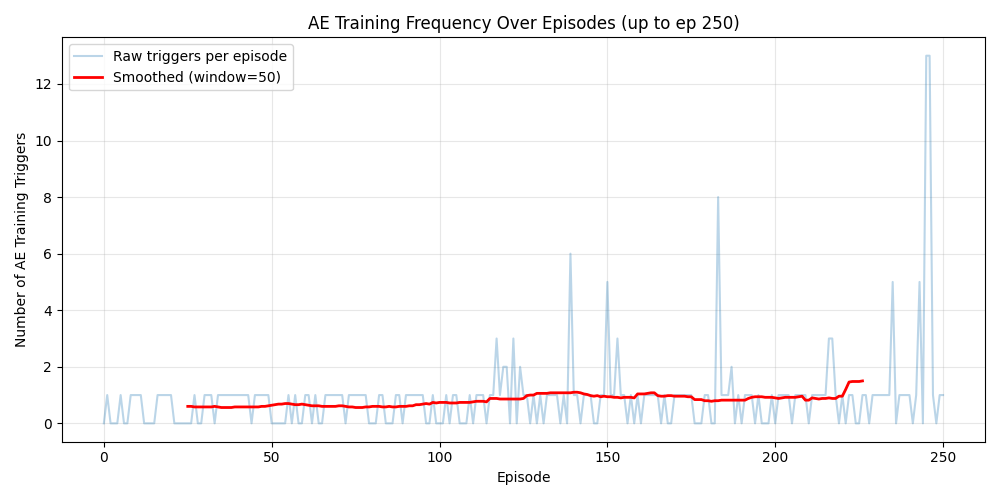 AE Training Frequency Over Episodes (up to ep 250)
Raw triggers per episode
Smoothed (window=50)
Number of AE Training Triggers
12
10
8
6
4
2
0
0 50 100 150 200 250
Episode